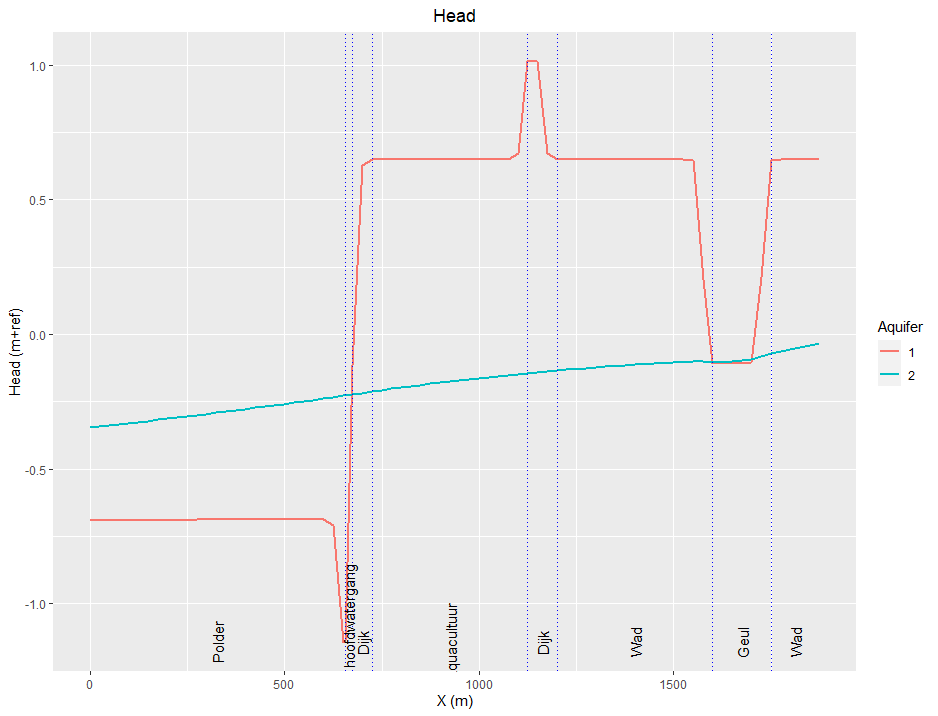 Head
1.0
0.5
0.0
-0.5
-1.0
Head (m+ref)
Polder
hoofdwatergang
Dijk
quacultuur
Dijk
Wad
Geul
Wad
0
500
1000
1500
X (m)
Aquifer
1
2